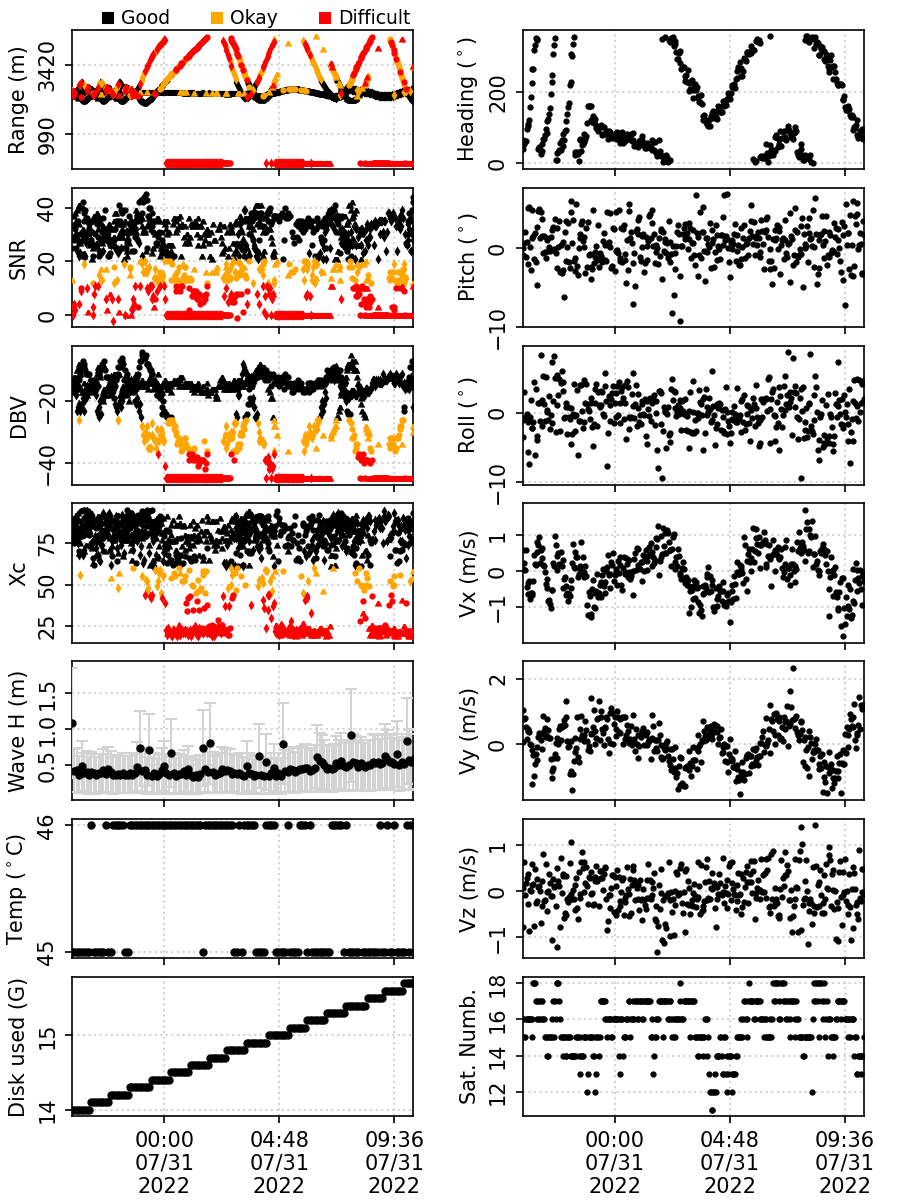 Good Okay Difficult
Range (m)
3420
990
Heading (°)
200
0
SNR
40
20
0
Pitch (°)
0
−10
DBV
−20
−40
Roll (°)
0
−10
Xc
75
50
25
Vx (m/s)
1
0
−1
Wave H (m)
1.5
1.0
0.5
Vy (m/s)
2
0
Temp (°C)
46
45
Vz (m/s)
1
0
−1
Disk used (G)
15
14
Sat. Numb.
18
16
14
12
00:00 04:48 09:36
07/31 07/31 07/31
2022 2022 2022
00:00 04:48 09:36
07/31 07/31 07/31
2022 2022 2022